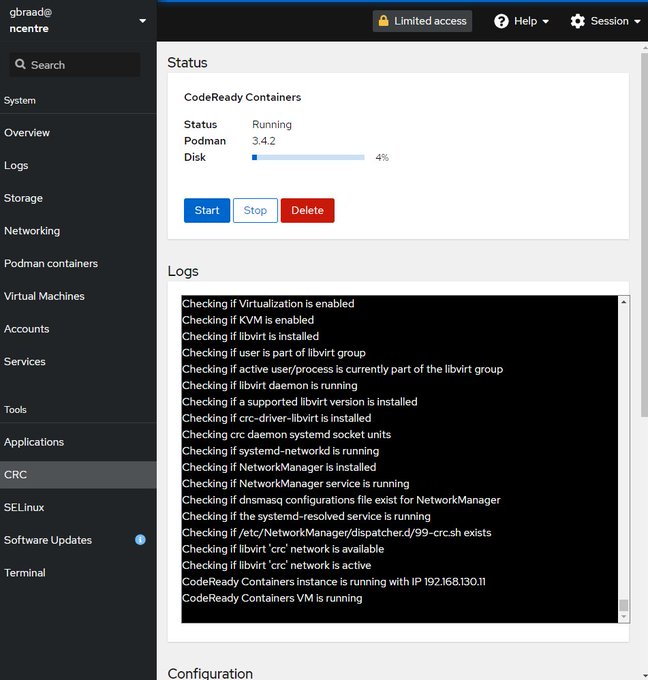 gbraad@
ncentre
Limited access
Help
Session
Search
System
Overview
Logs
Storage
Networking
Podman containers
Virtual Machines
Accounts
Services
Tools
Applications
CRC
SELinux
Software Updates
Terminal
Status
CodeReady Containers
Status Running
Podman 3.4.2
Disk 4%
Start Stop Delete
Logs
Checking if Virtualization is enabled
Checking if KVM is enabled
Checking if libvirt is installed
Checking if user is part of libvirt group
Checking if active user/process is currently part of the libvirt group
Checking if libvirt daemon is running
Checking if a supported libvirt version is installed
Checking if crc-driver-libvirt is installed
Checking crc daemon systemd socket units
Checking if systemd-networkd is running
Checking if NetworkManager is installed
Checking if NetworkManager service is running
Checking if dnsmasq configurations file exist for NetworkManager
Checking if the systemd-resolved service is running
Checking if /etc/NetworkManager/dispatcher.d/99-crc.sh exists
Checking if libvirt 'crc' network is available
Checking if libvirt 'crc' network is active
CodeReady Containers instance is running with IP 192.168.130.11
CodeReady Containers VM is running
Configuration